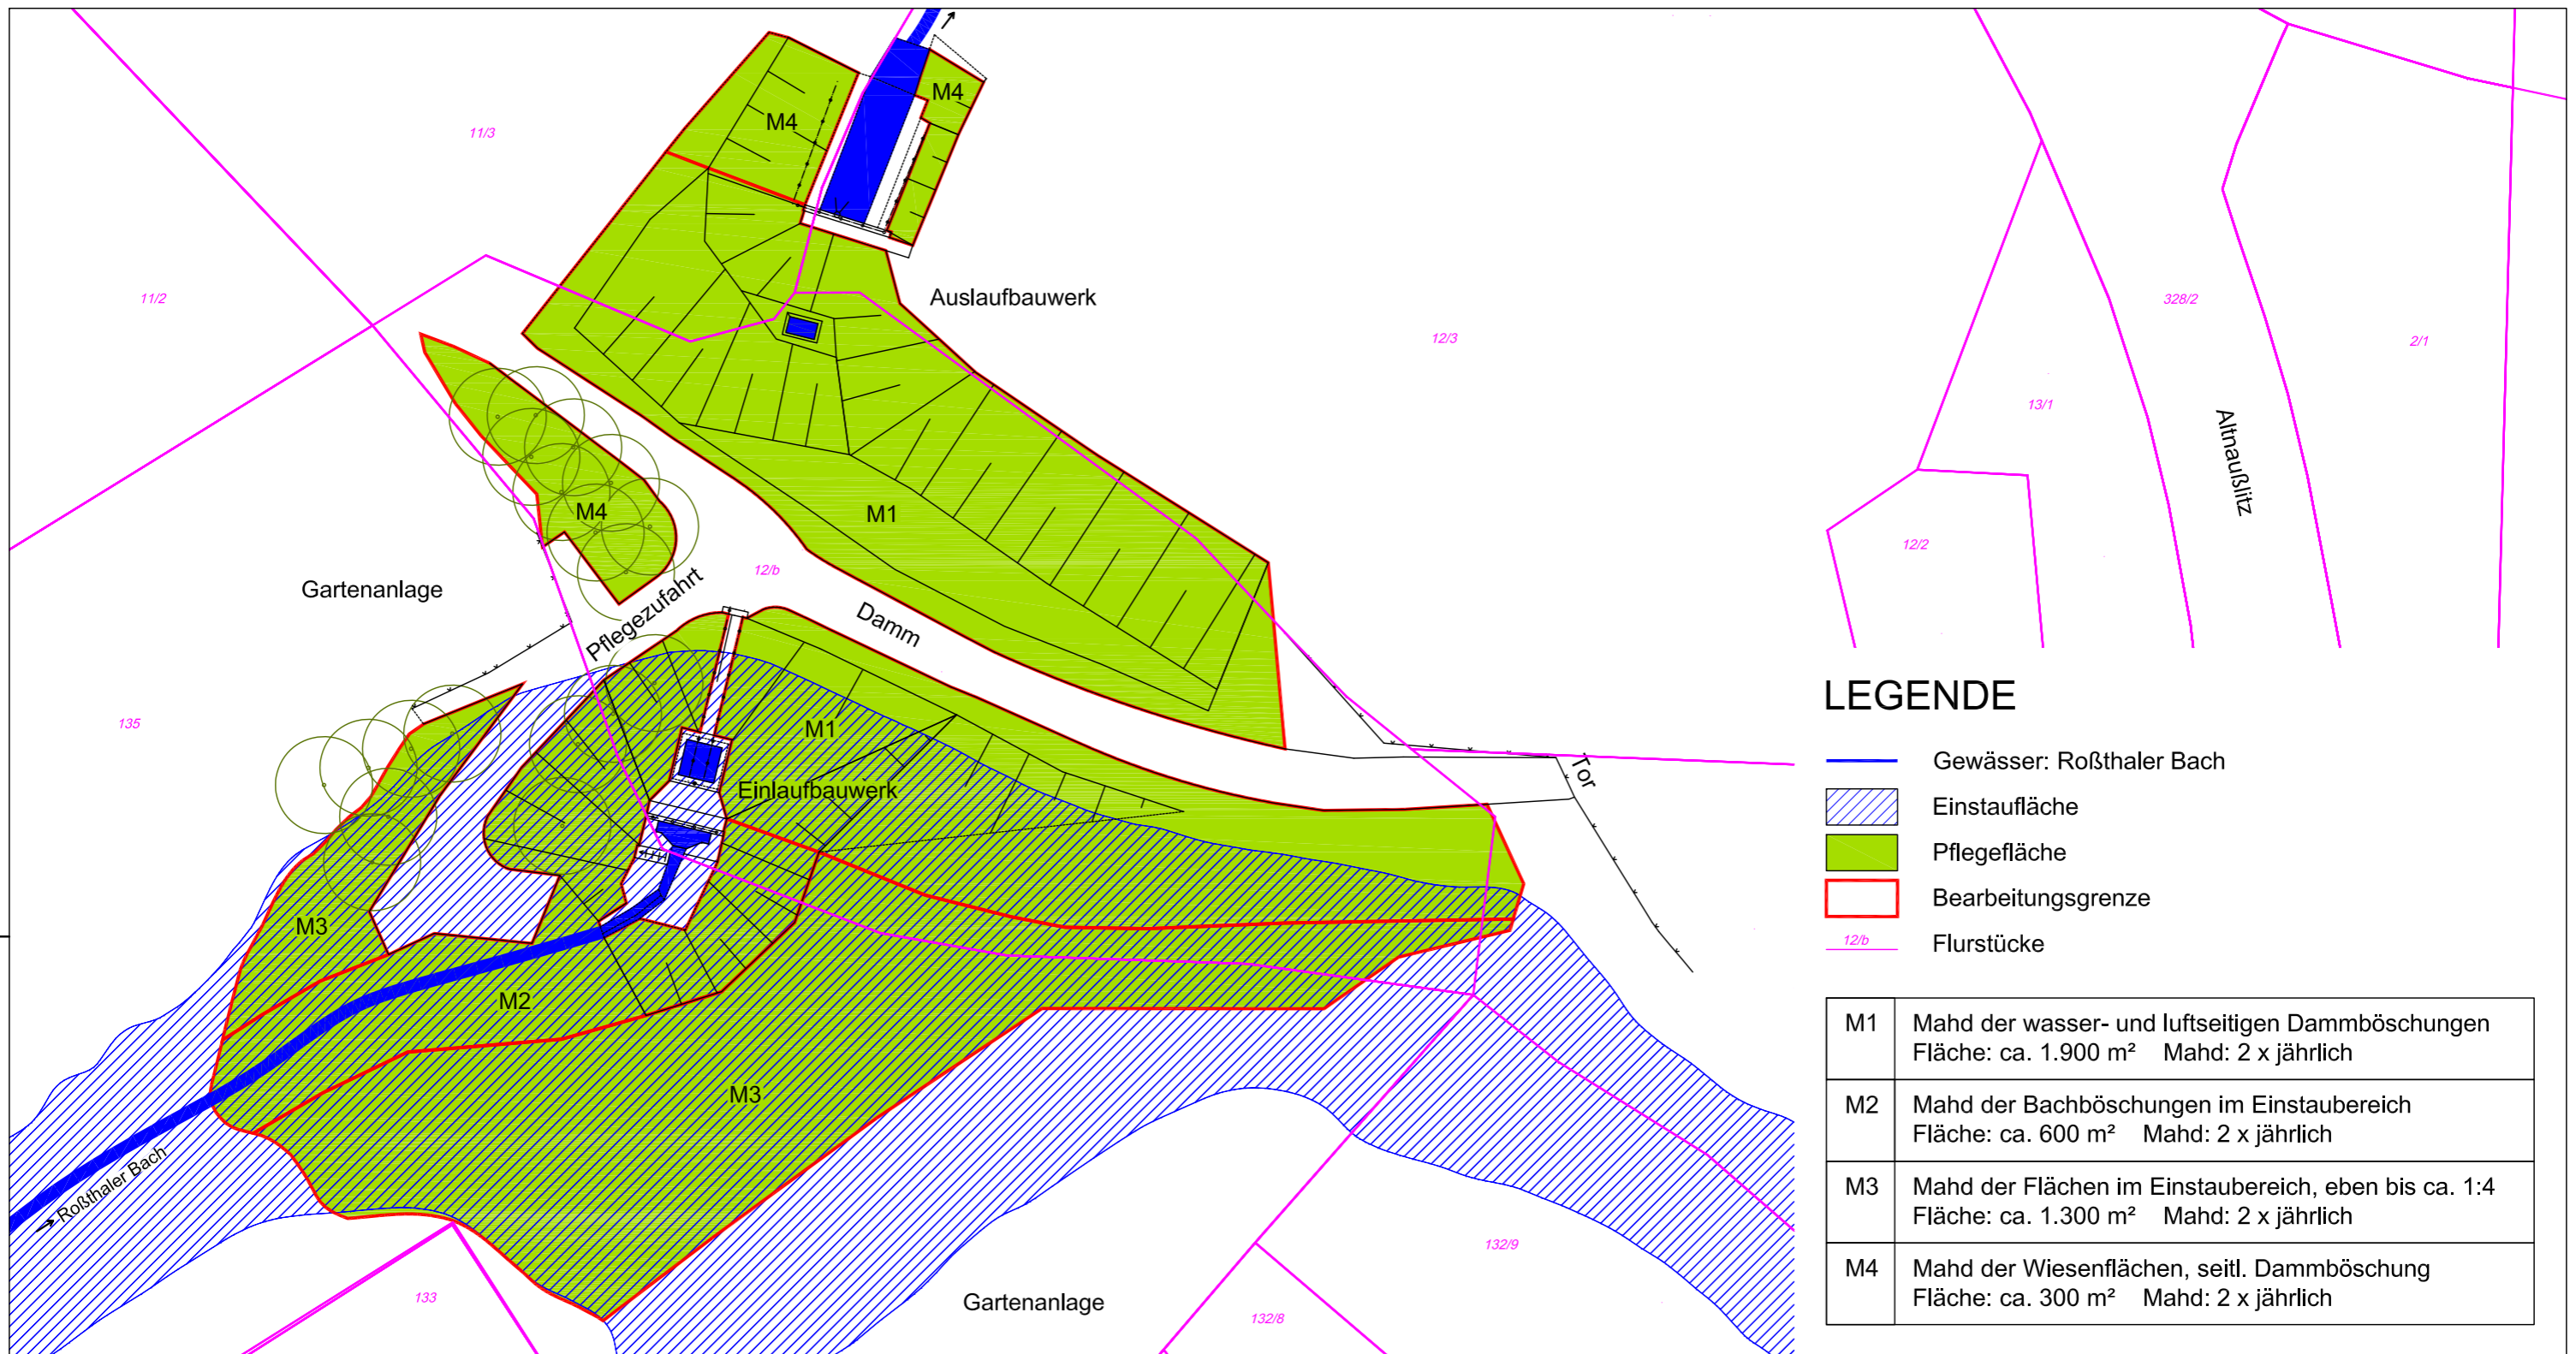 M4
M4
11/3
11/2
Auslaufbauwerk
328/2
12/3
2/1
13/1
Altnaußlitz
M4
M1
12/2
12/b
Gartenanlage
Pflegezufahrt
Damm
135
M1
Einlaufbauwerk
Tor
M3
M2
M3
Roßthaler Bach
133
Gartenanlage
132/9
132/8
LEGENDE
Gewässer: Roßthaler Bach
Einstaufläche
Pflegefläche
Bearbeitungsgrenze
12/b Flurstücke
M1 Mahd der wasser- und luftseitigen Dammböschungen
Fläche: ca. 1.900 m² Mahd: 2 x jährlich
M2 Mahd der Bachböschungen im Einstaubereich
Fläche: ca. 600 m² Mahd: 2 x jährlich
M3 Mahd der Flächen im Einstaubereich, eben bis ca. 1:4
Fläche: ca. 1.300 m² Mahd: 2 x jährlich
M4 Mahd der Wiesenflächen, seitl. Dammböschung
Fläche: ca. 300 m² Mahd: 2 x jährlich